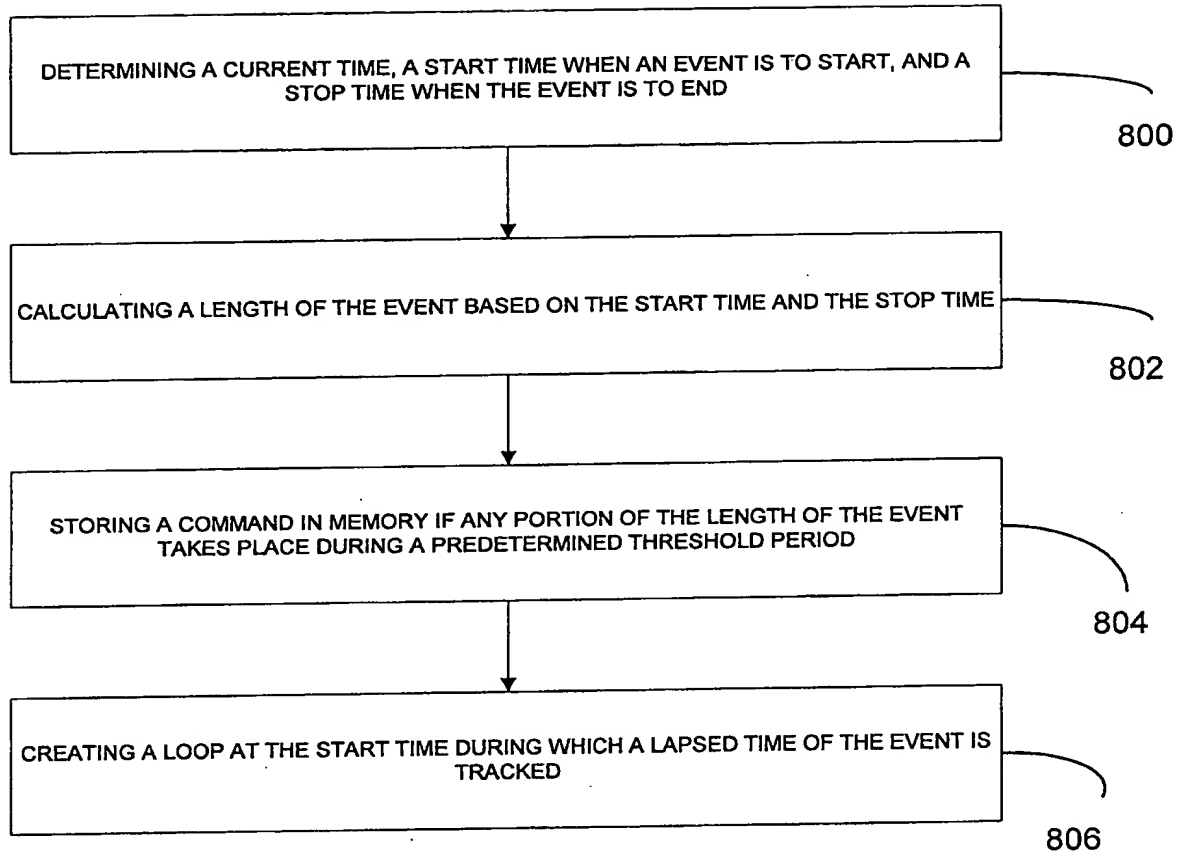 DETERMINING A CURRENT TIME, A START TIME WHEN AN EVENT IS TO START, AND A
STOP TIME WHEN THE EVENT IS TO END
800
CALCULATING A LENGTH OF THE EVENT BASED ON THE START TIME AND THE STOP TIME
802
STORING A COMMAND IN MEMORY IF ANY PORTION OF THE LENGTH OF THE EVENT
TAKES PLACE DURING A PREDETERMINED THRESHOLD PERIOD
804
CREATING A LOOP AT THE START TIME DURING WHICH A LAPSED TIME OF THE EVENT IS
TRACKED
806